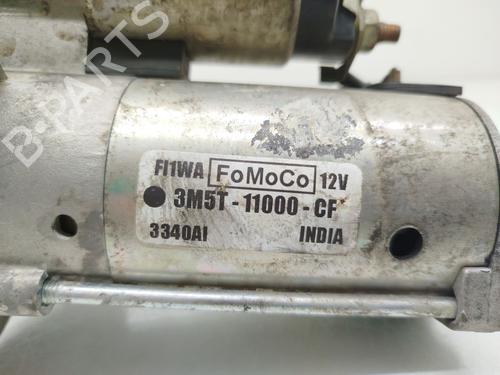 B-PARTS
FI1WA FoMoCo 12V
3M5T-11000-CF
3340AI INDIA